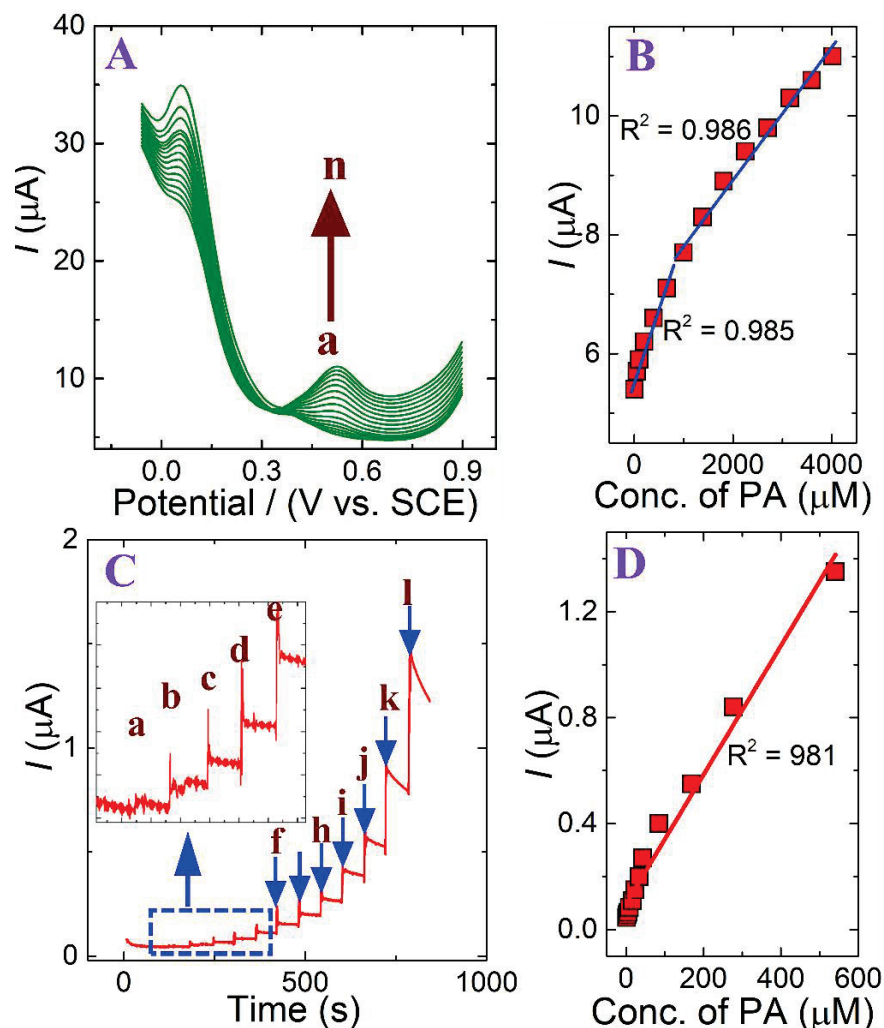 A
40
30
20
10
I (μA)
n
a
0.0 0.3 0.6 0.9
Potential / (V vs. SCE)
B
10
8
6
I (μA)
R² = 0.986
R² = 0.985
0 2000 4000
Conc. of PA (μM)
C
2
1
0
I (μA)
a b c d e
f h i j k l
0 500 1000
Time (s)
D
1.2
0.8
0.4
0.0
I (μA)
R² = 981
0 200 400 600
Conc. of PA (μM)